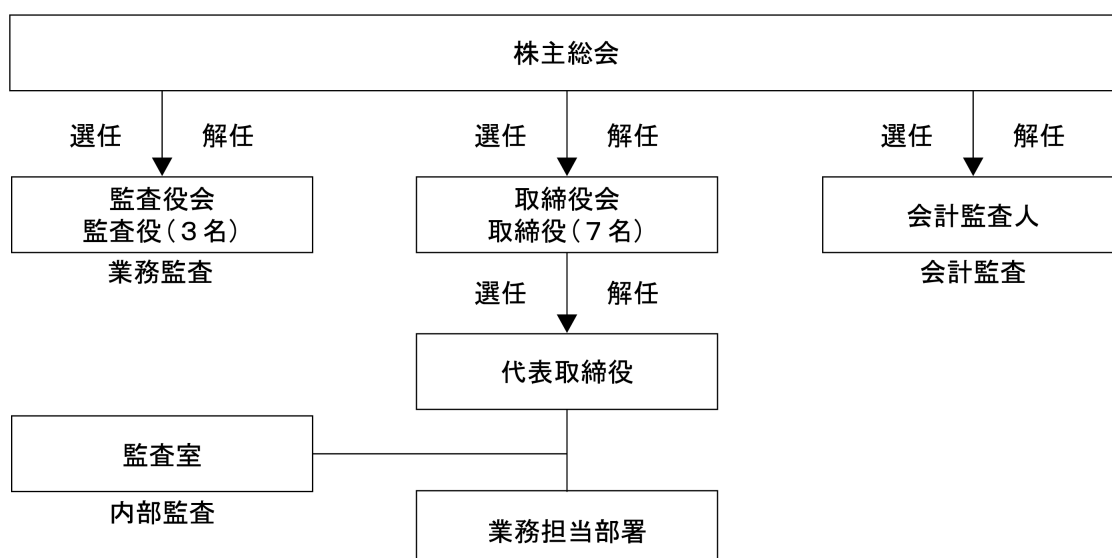 株主総会
選任 解任 選任 解任 選任 解任
監査役会
監査役(3名)
業務監査
取締役会
取締役(7名)
会計監査人
会計監査
選任 解任
代表取締役
監査室
内部監査
業務担当部署